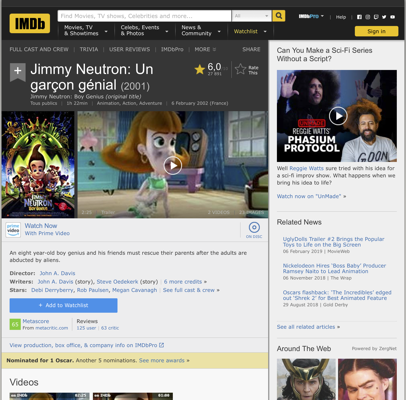 IMDb
Find Movies, TV shows, Celebrities and more...
All
IMDbPro
Help
Movies, TV
& Showtimes
Celebs, Events
& Photos
News &
Community
Watchlist
Sign in
FULL CAST AND CREW | TRIVIA | USER REVIEWS | IMDbPro | MORE
SHARE
Jimmy Neutron: Un
garçon génial (2001)
Jimmy Neutron: Boy Genius (original title)
Tous publics | 1h 22min | Animation, Action, Adventure | 6 February 2002 (France)
6,0
Rate
This
Watch Now
With Prime Video
ON DISC
An eight year-old boy genius and his friends must rescue their parents after the adults are
abducted by aliens.
Director: John A. Davis
Writers: John A. Davis (story), Steve Oedekerk (story) | 6 more credits »
Stars: Debi Derryberry, Rob Paulsen, Megan Cavanagh | See full cast & crew »
+ Add to Watchlist
65
Metascore
From metacritic.com
Reviews
125 user | 63 critic
View production, box office, & company info on IMDbPro
Nominated for 1 Oscar. Another 5 nominations. See more awards »
Videos
Can You Make a Sci-Fi Series
Without a Script?
REGGIE WATTS'
PHASIUM
PROTOCOL
Well Reggie Watts sure tried with his idea for
a sci-fi improv show. What happens when we
bring his idea to life?
Watch now on "UnMade" »
Related News
UglyDolls Trailer #2 Brings the Popular
Toys to Life on the Big Screen
06 February 2019 | MovieWeb
Nickelodeon Hires 'Boss Baby' Producer
Ramsey Naito to Lead Animation
06 November 2018 | The Wrap
Oscars flashback: 'The Incredibles' edged
out 'Shrek 2' for Best Animated Feature
29 August 2018 | Gold Derby
See all related articles »
Around The Web
Powered by ZergNet